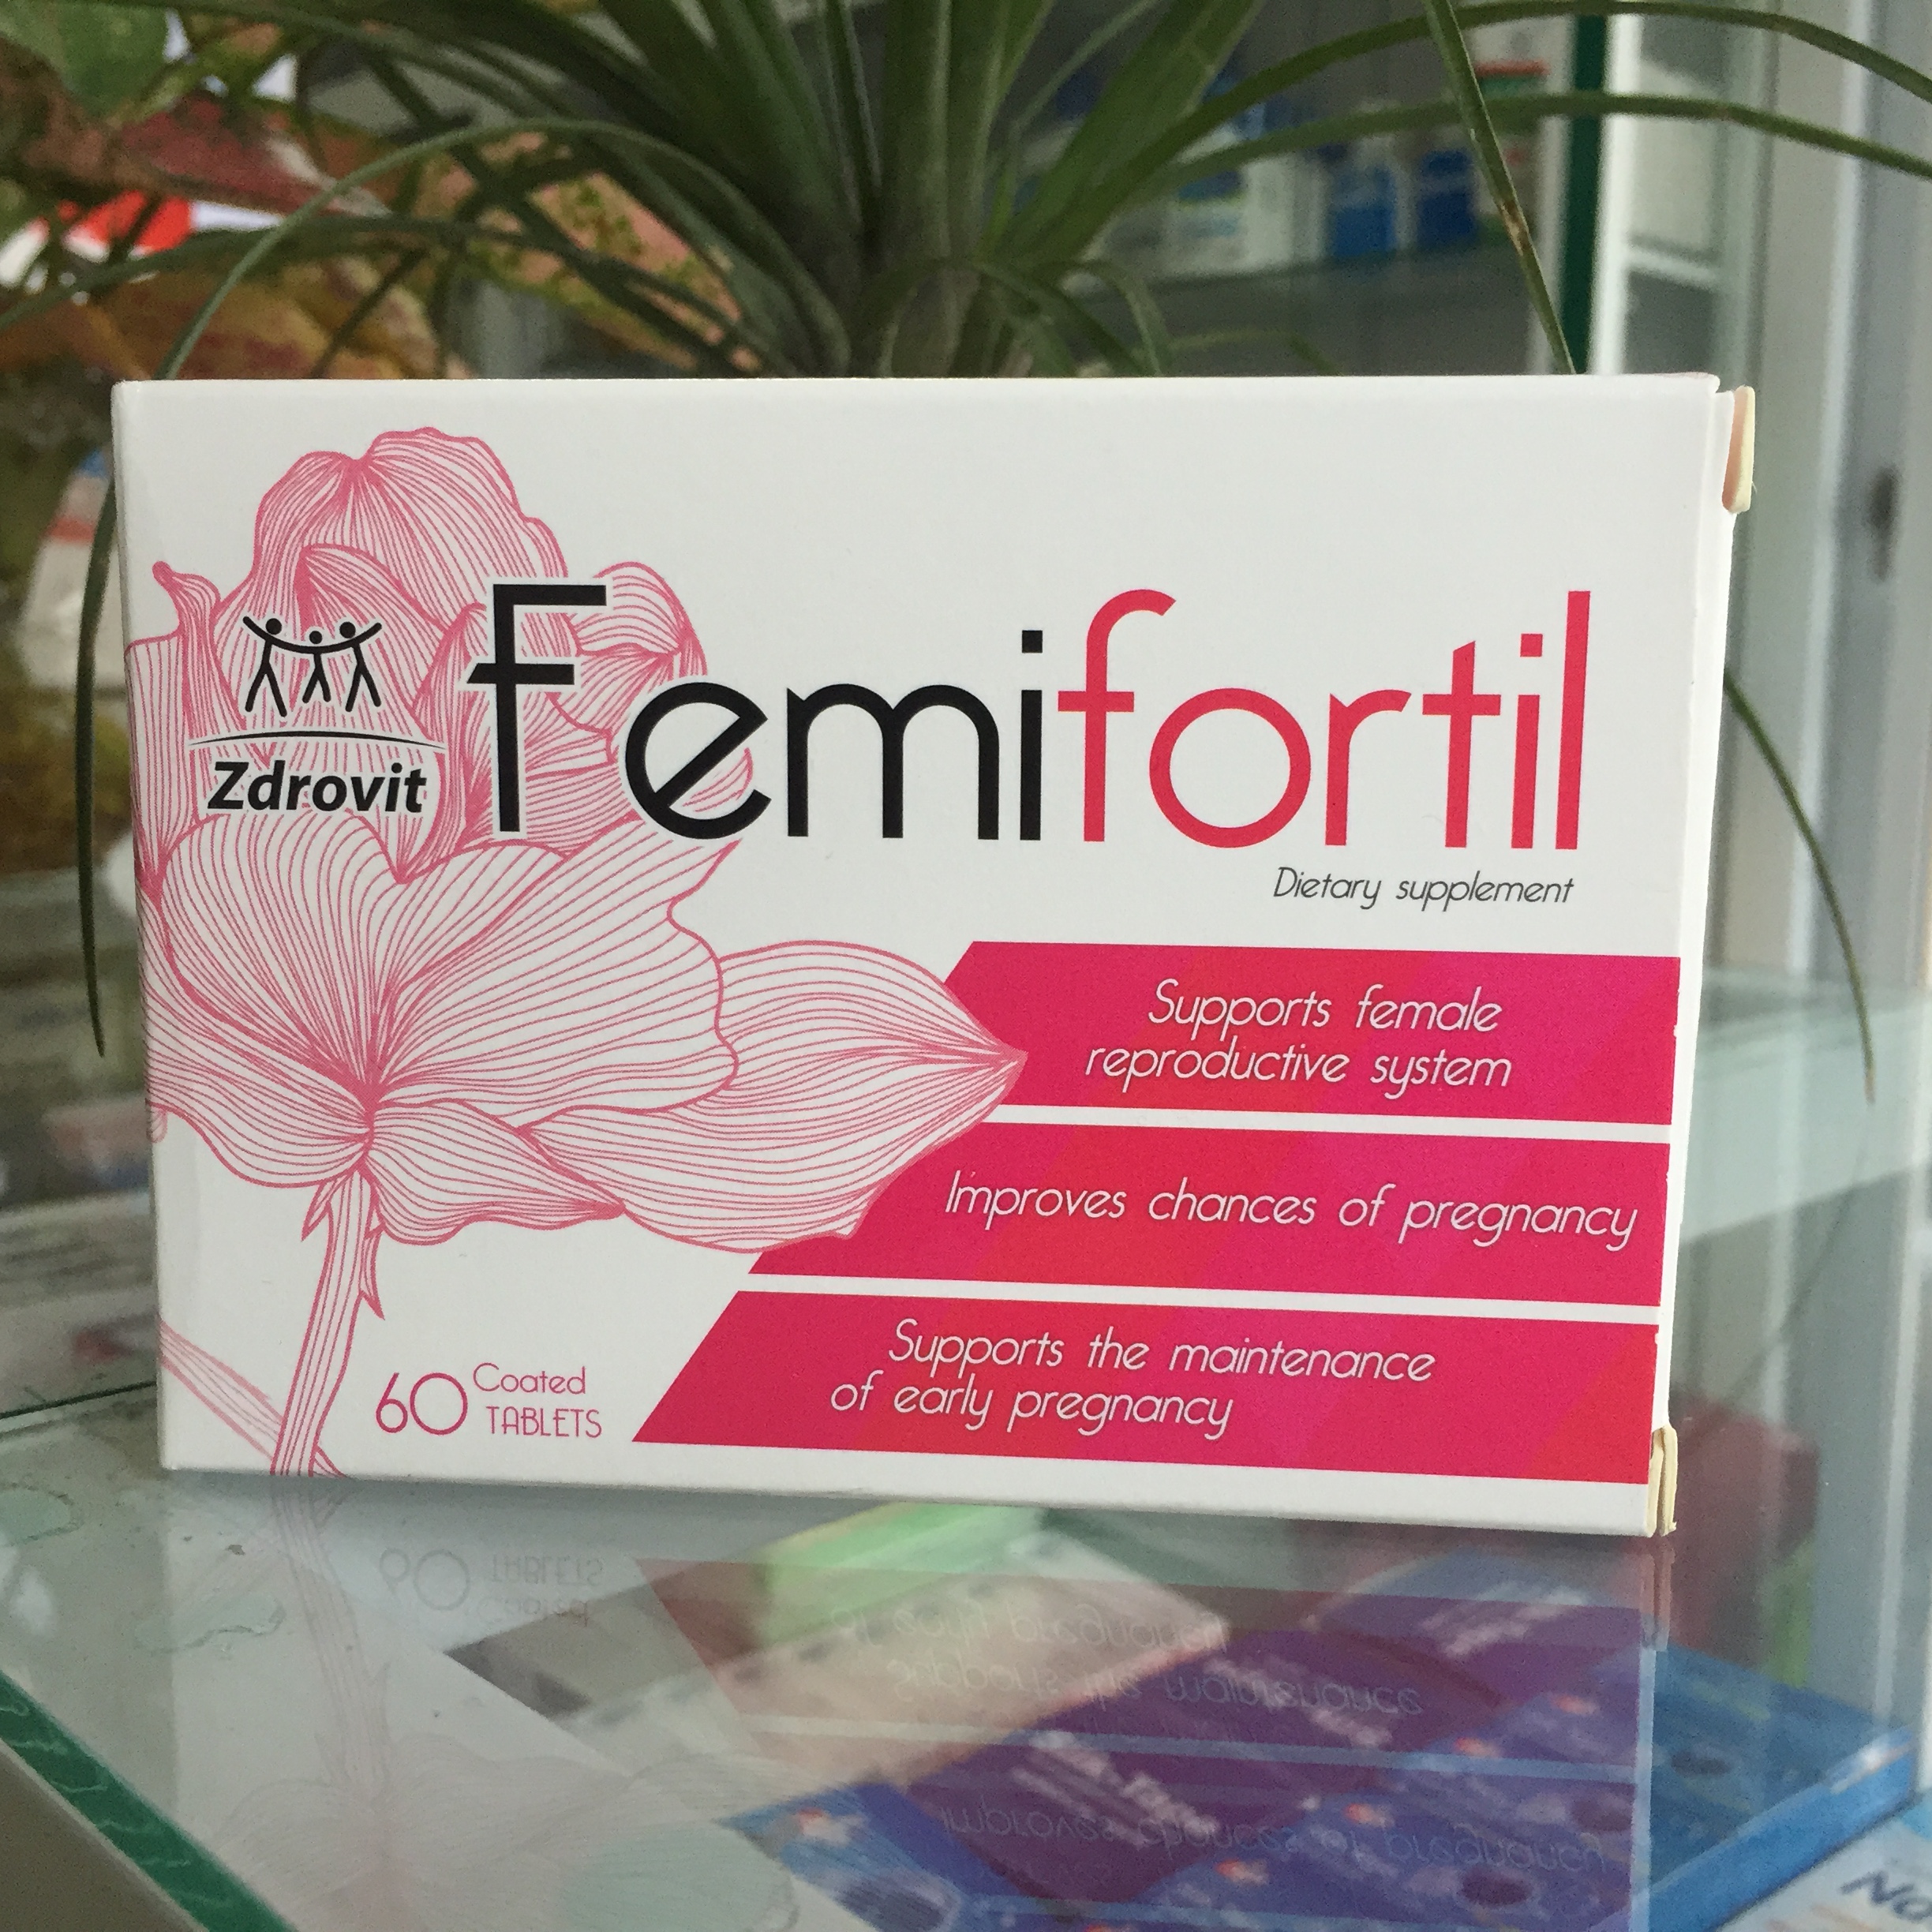 Zdrovit
Femifortil
Dietary supplement
Supports female
reproductive system
Improves chances of pregnancy
Supports the maintenance
of early pregnancy
60 Coated
TABLETS